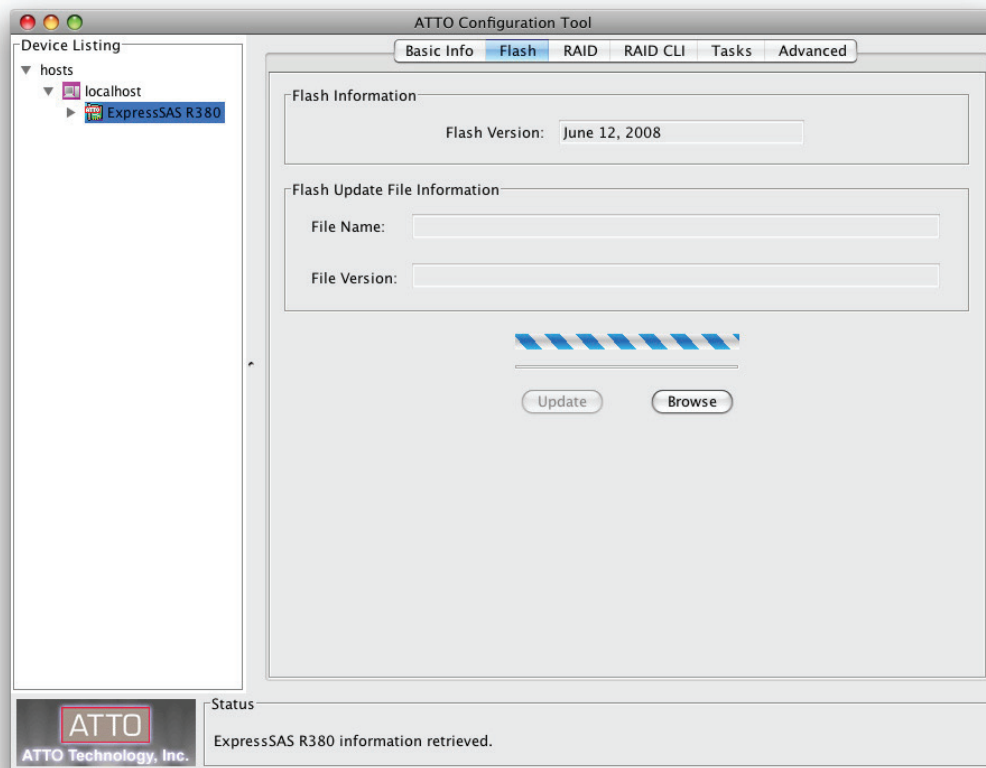 ATTO Configuration Tool
Device Listing
hosts
localhost
ExpressSAS R380
Basic Info Flash RAID RAID CLI Tasks Advanced
Flash Information
Flash Version: June 12, 2008
Flash Update File Information
File Name:
File Version:
Update Browse
ATTO
ATTO Technology, Inc.
Status
ExpressSAS R380 information retrieved.